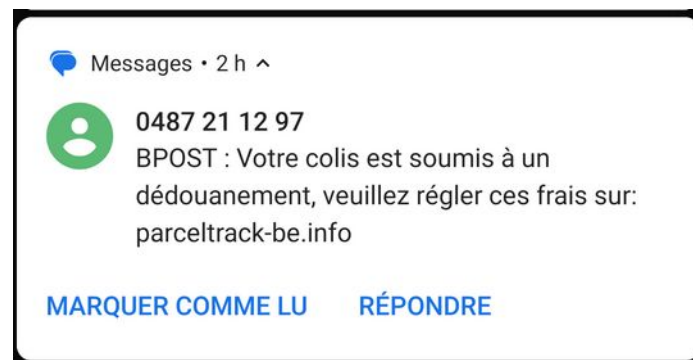 Messages • 2 h
0487 21 12 97
BPOST : Votre colis est soumis à un
dédouanement, veuillez régler ces frais sur:
parceltrack-be.info
MARQUER COMME LU RÉPONDRE